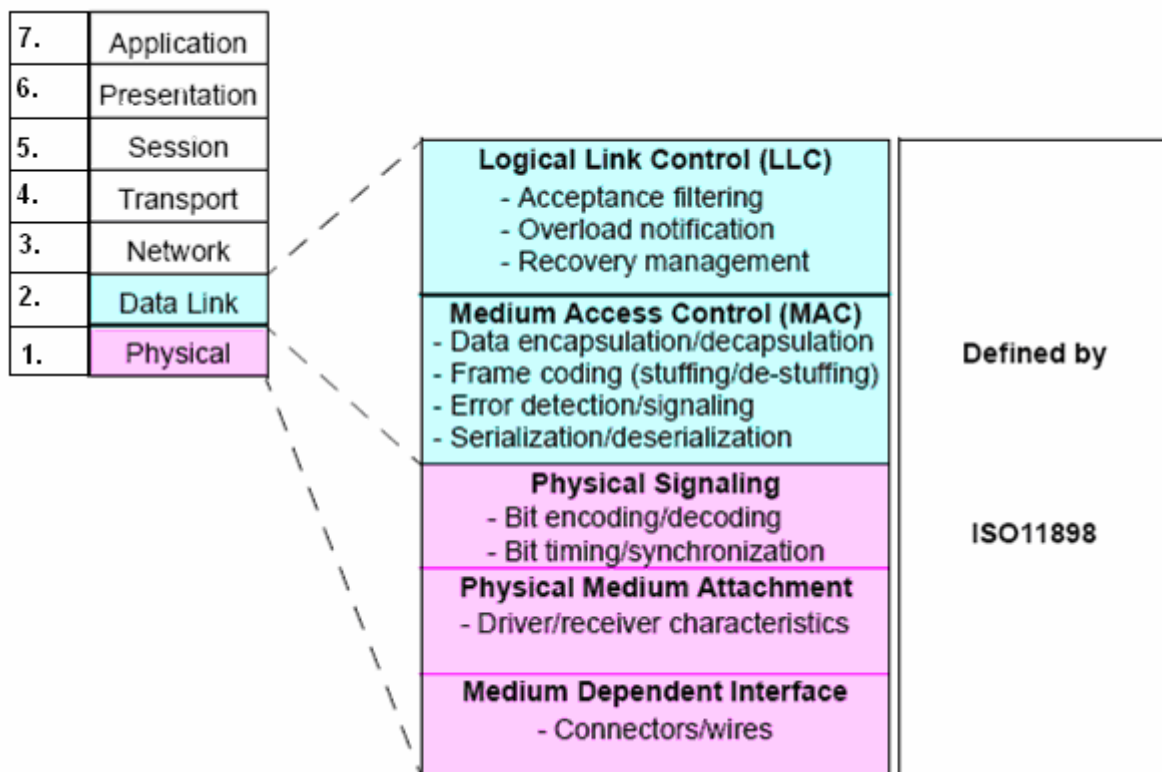 7. Application
6. Presentation
5. Session
4. Transport
3. Network
2. Data Link
1. Physical
Logical Link Control (LLC)
- Acceptance filtering
- Overload notification
- Recovery management
Medium Access Control (MAC)
- Data encapsulation/decapsulation
- Frame coding (stuffing/de-stuffing)
- Error detection/signaling
- Serialization/deserialization
Physical Signaling
- Bit encoding/decoding
- Bit timing/synchronization
Physical Medium Attachment
- Driver/receiver characteristics
Medium Dependent Interface
- Connectors/wires
Defined by
ISO11898